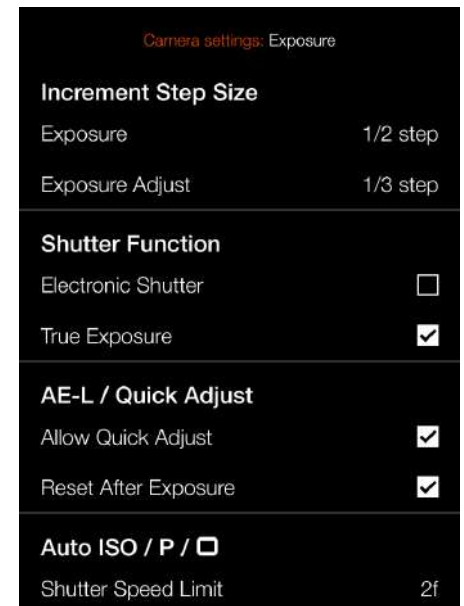 Camera settings: Exposure
Increment Step Size
Exposure 1/2 step
Exposure Adjust 1/3 step
Shutter Function
Electronic Shutter
True Exposure
AE-L / Quick Adjust
Allow Quick Adjust
Reset After Exposure
Auto ISO / P /
Shutter Speed Limit 2f